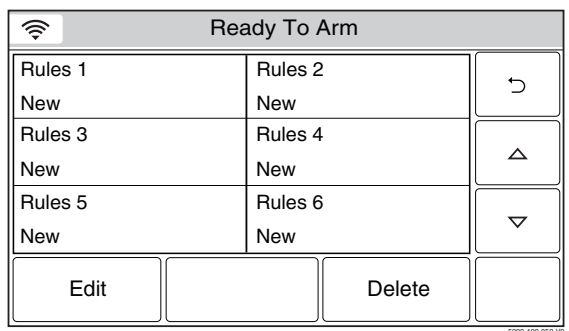 Ready To Arm
Rules 1
New
Rules 2
New
Rules 3
New
Rules 4
New
Rules 5
New
Rules 6
New
Edit
Delete